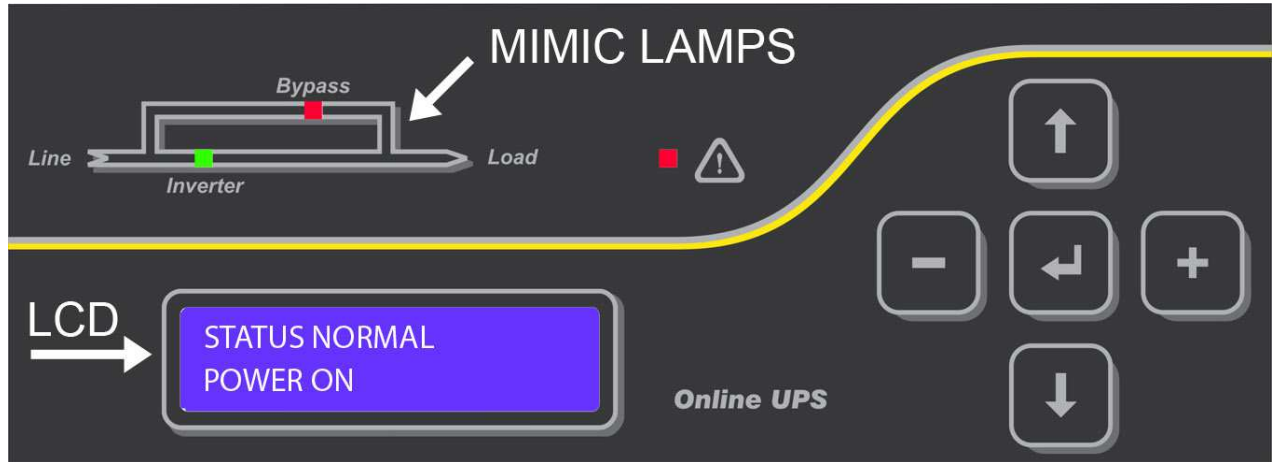 MIMIC LAMPS
Bypass
Line
Load
Inverter
LCD
STATUS NORMAL
POWER ON
Online UPS